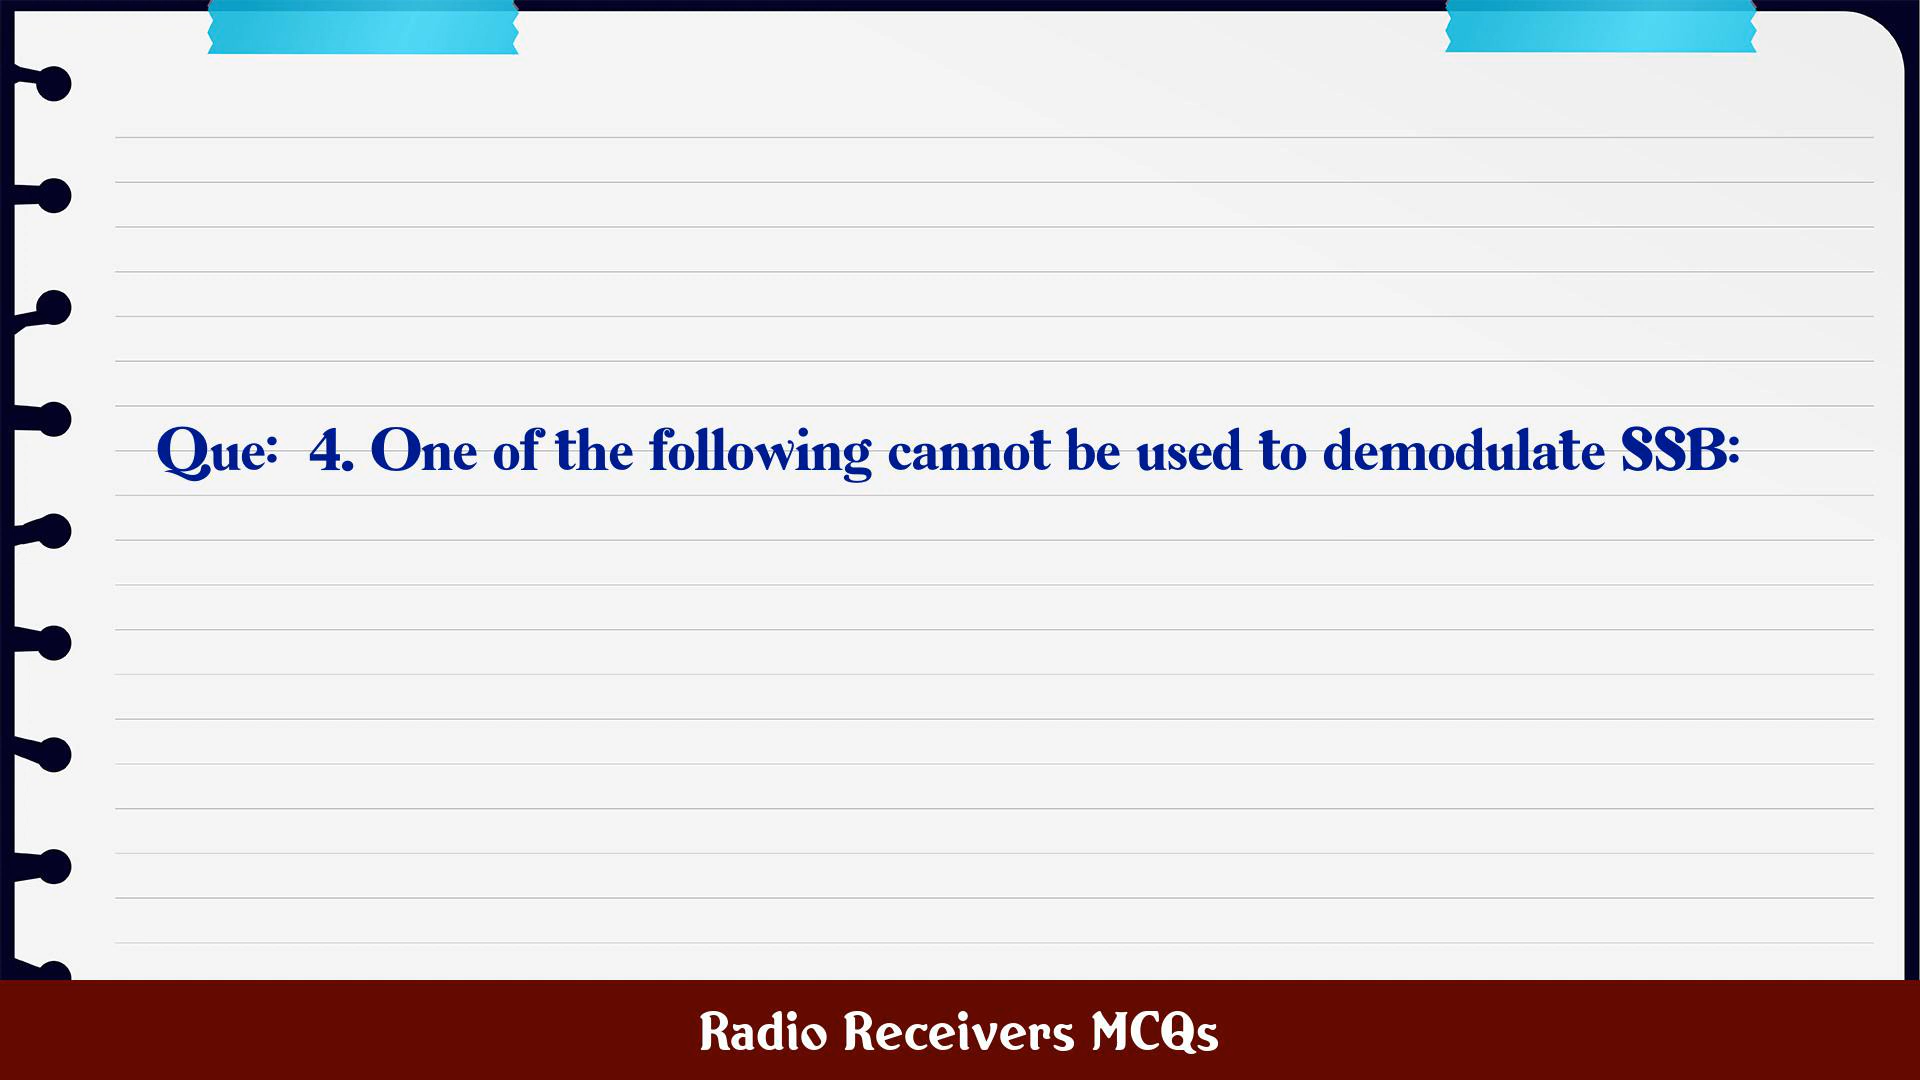 Que: 4. One of the following cannot be used to demodulate SSB:
Radio Receivers MCQs